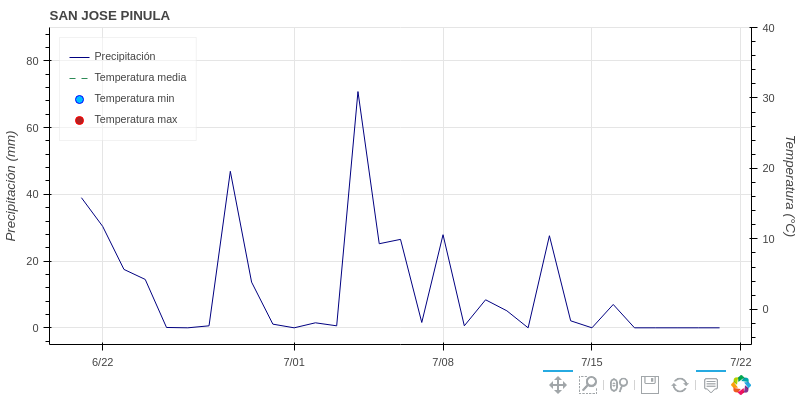 SAN JOSE PINULA
Precipitación
Temperatura media
Temperatura min
Temperatura max
Precipitación (mm)
80
60
40
20
0
Temperatura (°C)
40
30
20
10
0
6/22
7/01
7/08
7/15
7/22